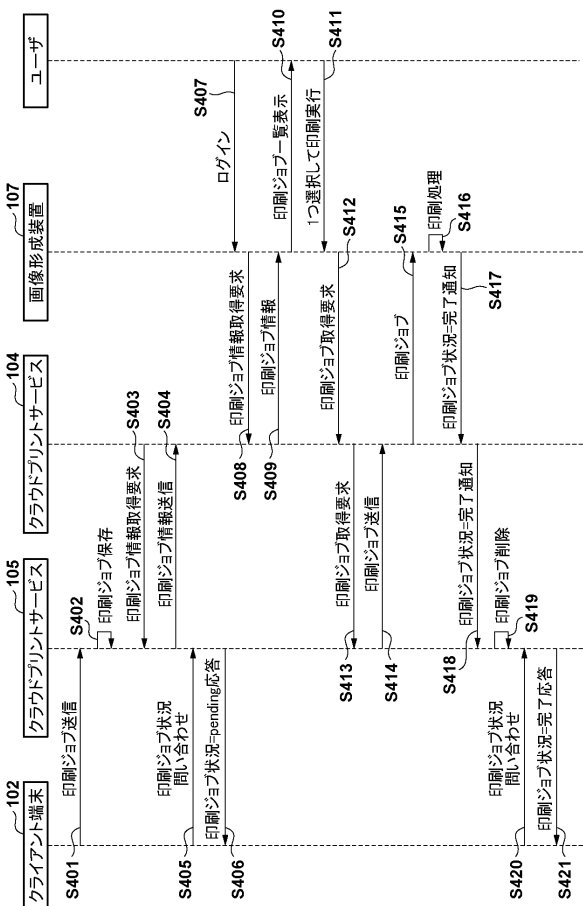 102
クライアント端末
105
クラウドプリントサービス
104
クラウドプリントサービス
107
画像形成装置
ユーザ
S401
印刷ジョブ送信
S402
印刷ジョブ保存
印刷ジョブ情報取得要求
S403
印刷ジョブ情報送信
S404
S405
印刷ジョブ状況
問い合わせ
S406
印刷ジョブ状況=pending応答
ログイン
S407
S408
印刷ジョブ情報取得要求
S409
印刷ジョブ情報
印刷ジョブ一覧表示
S410
1つ選択して印刷実行
S411
印刷ジョブ取得要求
S412
S413
印刷ジョブ取得要求
S414
印刷ジョブ送信
印刷ジョブ
S415
印刷処理
S416
印刷ジョブ状況=完了通知
S417
S418
印刷ジョブ状況=完了通知
印刷ジョブ削除
S419
S420
印刷ジョブ状況
問い合わせ
S421
印刷ジョブ状況=完了応答